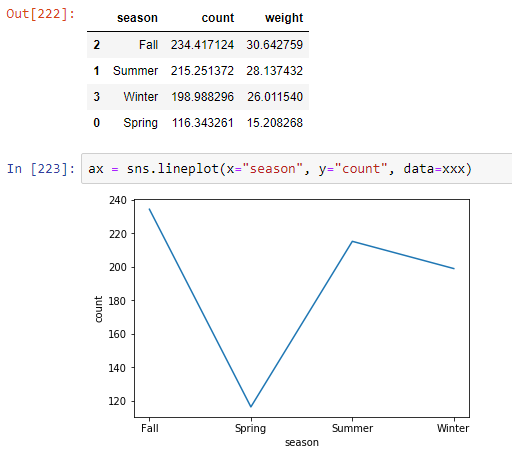 Out[222]:
season count weight
2 Fall 234.417124 30.642759
1 Summer 215.251372 28.137432
3 Winter 198.988296 26.011540
0 Spring 116.343261 15.208268
In [223]: ax = sns.lineplot(x="season", y="count", data=xxx)
240
220
200
180
160
140
120
count
Fall Spring Summer Winter
season